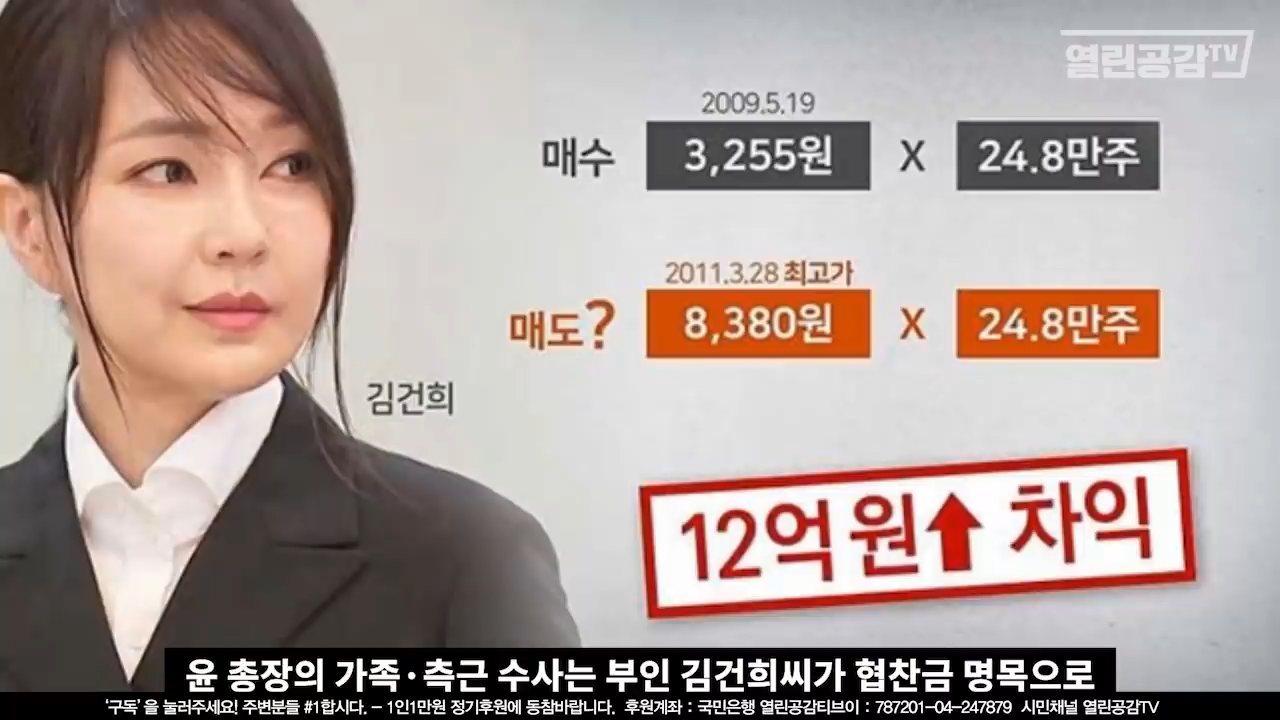 열린공감TV
2009.5.19
매수 3,255원 X 24.8만주
2011.3.28 최고가
매도? 8,380원 X 24.8만주
김건희
12억 원⬆ 차익
윤 총장의 가족·측근 수사는 부인 김건희씨가 협찬금 명목으로
‘구독’을 눌러주세요! 주변분들 #1합시다. – 1인1만원 정기후원에 동참바랍니다. 후원계좌 : 국민은행 열린공감티브이 : 787201-04-247879 시민채널 열린공감TV